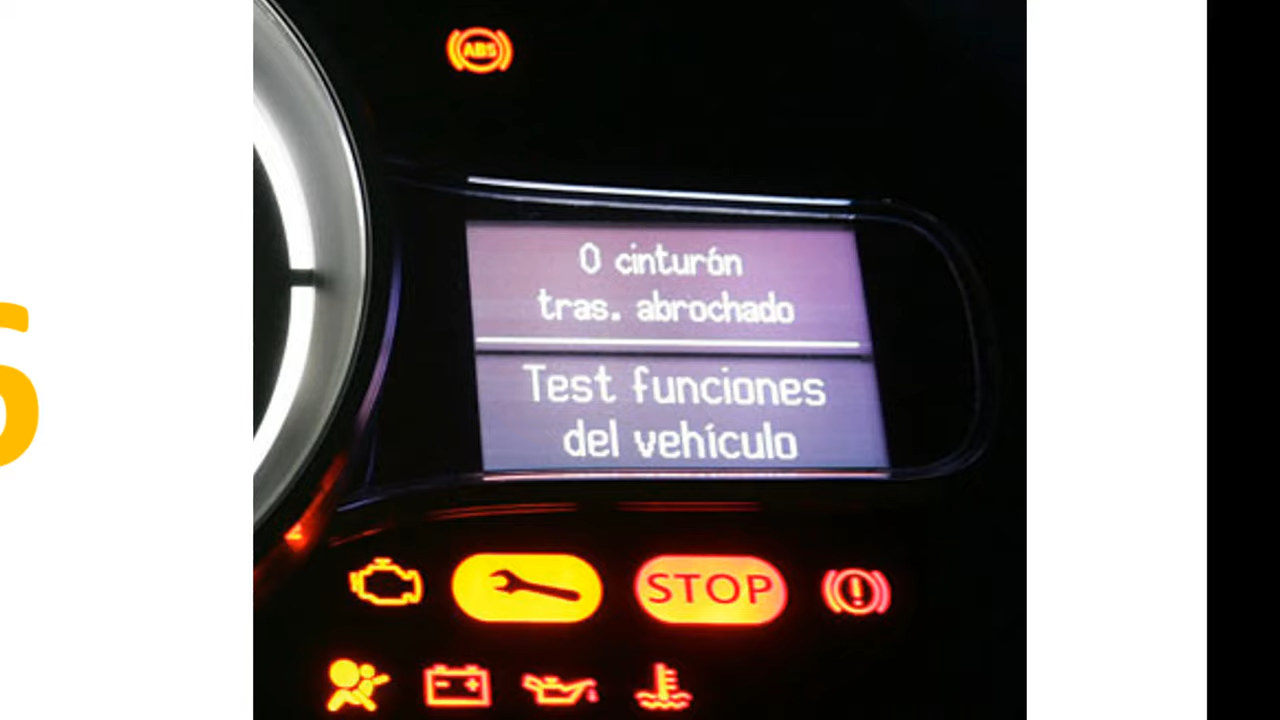 ABS
0 cinturón
tras. abrochado
Test funciones
del vehículo
STOP